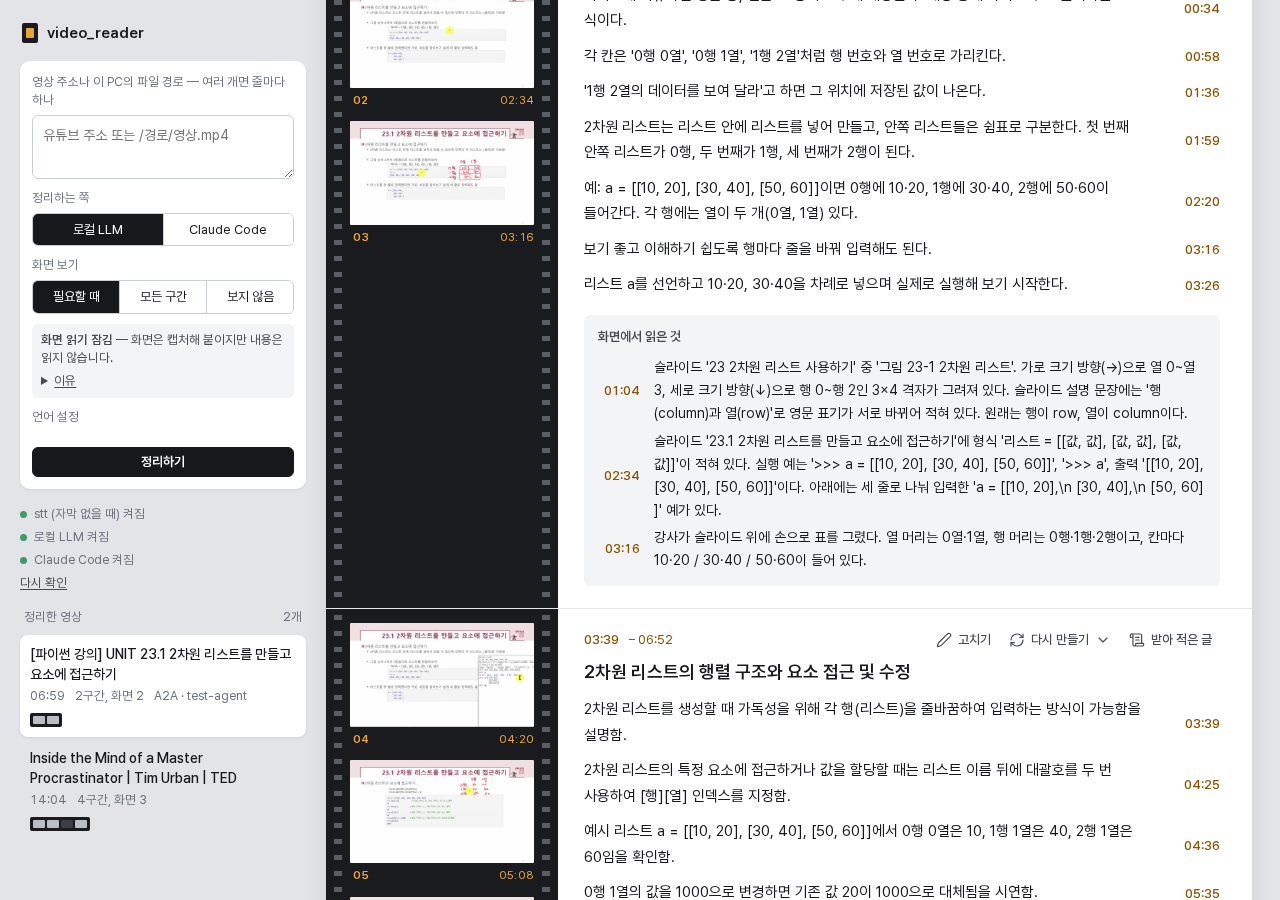 video_reader
영상 주소나 이 PC의 파일 경로 — 여러 개면 줄마다
하나
유튜브 주소 또는 /경로/영상.mp4
정리하는 쪽
로컬 LLM
Claude Code
화면 보기
필요할 때
모든 구간
보지 않음
화면 읽기 잠김 — 화면은 캡처해 붙이지만 내용은
읽지 않습니다.
이유
언어 설정
정리하기
stt (자막 없을 때) 켜짐
로컬 LLM 켜짐
Claude Code 켜짐
다시 확인
정리한 영상
2개
[파이썬 강의] UNIT 23.1 2차원 리스트를 만들고
요소에 접근하기
06:59 2구간, 화면 2 A2A · test-agent
Inside the Mind of a Master
Procrastinator | Tim Urban | TED
14:04 4구간, 화면 3
02 02:34
23.1 2차원 리스트를 만들고 요소에 접근하기
03 03:16
00:34
식이다.
각 칸은 '0행 0열', '0행 1열', '1행 2열'처럼 행 번호와 열 번호로 가리킨다. 00:58
'1행 2열의 데이터를 보여 달라'고 하면 그 위치에 저장된 값이 나온다. 01:36
2차원 리스트는 리스트 안에 리스트를 넣어 만들고, 안쪽 리스트들은 쉼표로 구분한다. 첫 번째
안쪽 리스트가 0행, 두 번째가 1행, 세 번째가 2행이 된다. 01:59
예: a = [[10, 20], [30, 40], [50, 60]]이면 0행에 10·20, 1행에 30·40, 2행에 50·60이
들어간다. 각 행에는 열이 두 개(0열, 1열) 있다. 02:20
보기 좋고 이해하기 쉽도록 행마다 줄을 바꿔 입력해도 된다. 03:16
리스트 a를 선언하고 10·20, 30·40을 차례로 넣으며 실제로 실행해 보기 시작한다. 03:26
화면에서 읽은 것
01:04
슬라이드 '23 2차원 리스트 사용하기' 중 '그림 23-1 2차원 리스트'. 가로 크기 방향(→)으로 열 0~열
3, 세로 크기 방향(↓)으로 행 0~행 2인 3×4 격자가 그려져 있다. 슬라이드 설명 문장에는 '행
(column)과 열(row)'로 영문 표기가 서로 바뀌어 적혀 있다. 원래는 행이 row, 열이 column이다.
02:34
슬라이드 '23.1 2차원 리스트를 만들고 요소에 접근하기'에 형식 '리스트 = [[값, 값], [값, 값], [값,
값]]'이 적혀 있다. 실행 예는 '>>> a = [[10, 20], [30, 40], [50, 60]]', '>>> a', 출력 '[[10, 20],
[30, 40], [50, 60]]'이다. 아래에는 세 줄로 나눠 입력한 'a = [[10, 20],\n [30, 40],\n [50, 60]
]' 예가 있다.
03:16
강사가 슬라이드 위에 손으로 표를 그렸다. 열 머리는 0열·1열, 행 머리는 0행·1행·2행이고, 칸마다
10·20 / 30·40 / 50·60이 들어 있다.
23.1 2차원 리스트를 만들고 요소에 접근하기
04 04:20
23.1 2차원 리스트를 만들고 요소에 접근하기
05 05:08
03:39 – 06:52
고치기
다시 만들기
받아 적은 글
2차원 리스트의 행렬 구조와 요소 접근 및 수정
2차원 리스트를 생성할 때 가독성을 위해 각 행(리스트)을 줄바꿈하여 입력하는 방식이 가능함을
설명함. 03:39
2차원 리스트의 특정 요소에 접근하거나 값을 할당할 때는 리스트 이름 뒤에 대괄호를 두 번
사용하여 [행][열] 인덱스를 지정함. 04:25
예시 리스트 a = [[10, 20], [30, 40], [50, 60]]에서 0행 0열은 10, 1행 1열은 40, 2행 1열은
60임을 확인함. 04:36
0행 1열의 값을 1000으로 변경하면 기존 값 20이 1000으로 대체됨을 시연함. 05:35